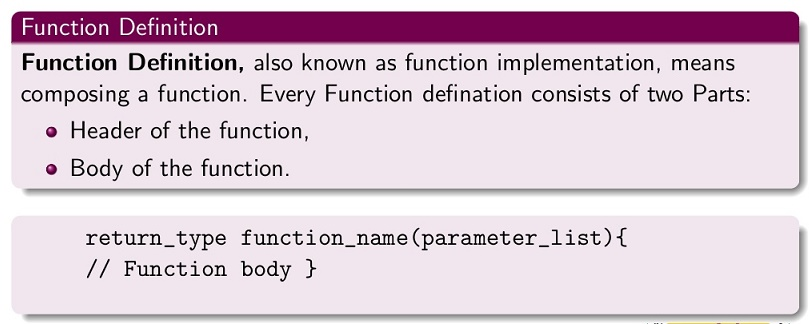 Function Definition
Function Definition, also known as function implementation, means
composing a function. Every Function defination consists of two Parts:
Header of the function,
Body of the function.
return_type function_name(parameter_list){
// Function body }